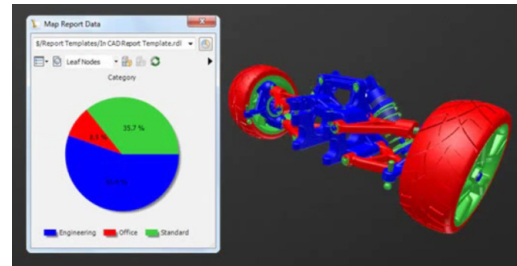 Map Report Data
$/Report Templates/In CAD Report Template.rdl
Leaf Nodes
Category
35.7 %
Engineering
Office
Standard